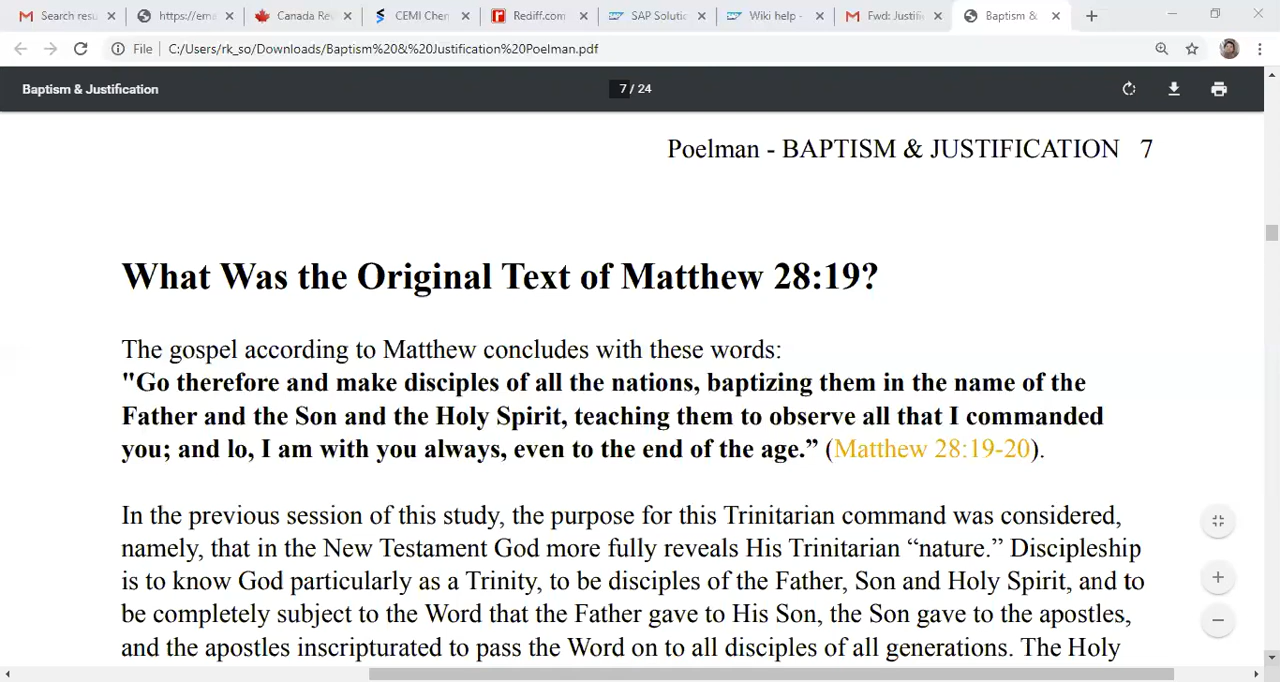 Search resu
https://ema
Canada Re
CEMI Chen
Rediff.com
SAP Soluti
Wiki help -
Fwd: Justifi
Baptism &
File
C:/Users/rk_so/Downloads/Baptism%20&%20Justification%20Poelman.pdf
Baptism & Justification
7 / 24
Poelman - BAPTISM & JUSTIFICATION 7
What Was the Original Text of Matthew 28:19?
The gospel according to Matthew concludes with these words:
"Go therefore and make disciples of all the nations, baptizing them in the name of the
Father and the Son and the Holy Spirit, teaching them to observe all that I commanded
you; and lo, I am with you always, even to the end of the age.” (Matthew 28:19-20).
In the previous session of this study, the purpose for this Trinitarian command was considered,
namely, that in the New Testament God more fully reveals His Trinitarian “nature.” Discipleship
is to know God particularly as a Trinity, to be disciples of the Father, Son and Holy Spirit, and to
be completely subject to the Word that the Father gave to His Son, the Son gave to the apostles,
and the apostles inscripturated to pass the Word on to all disciples of all generations. The Holy